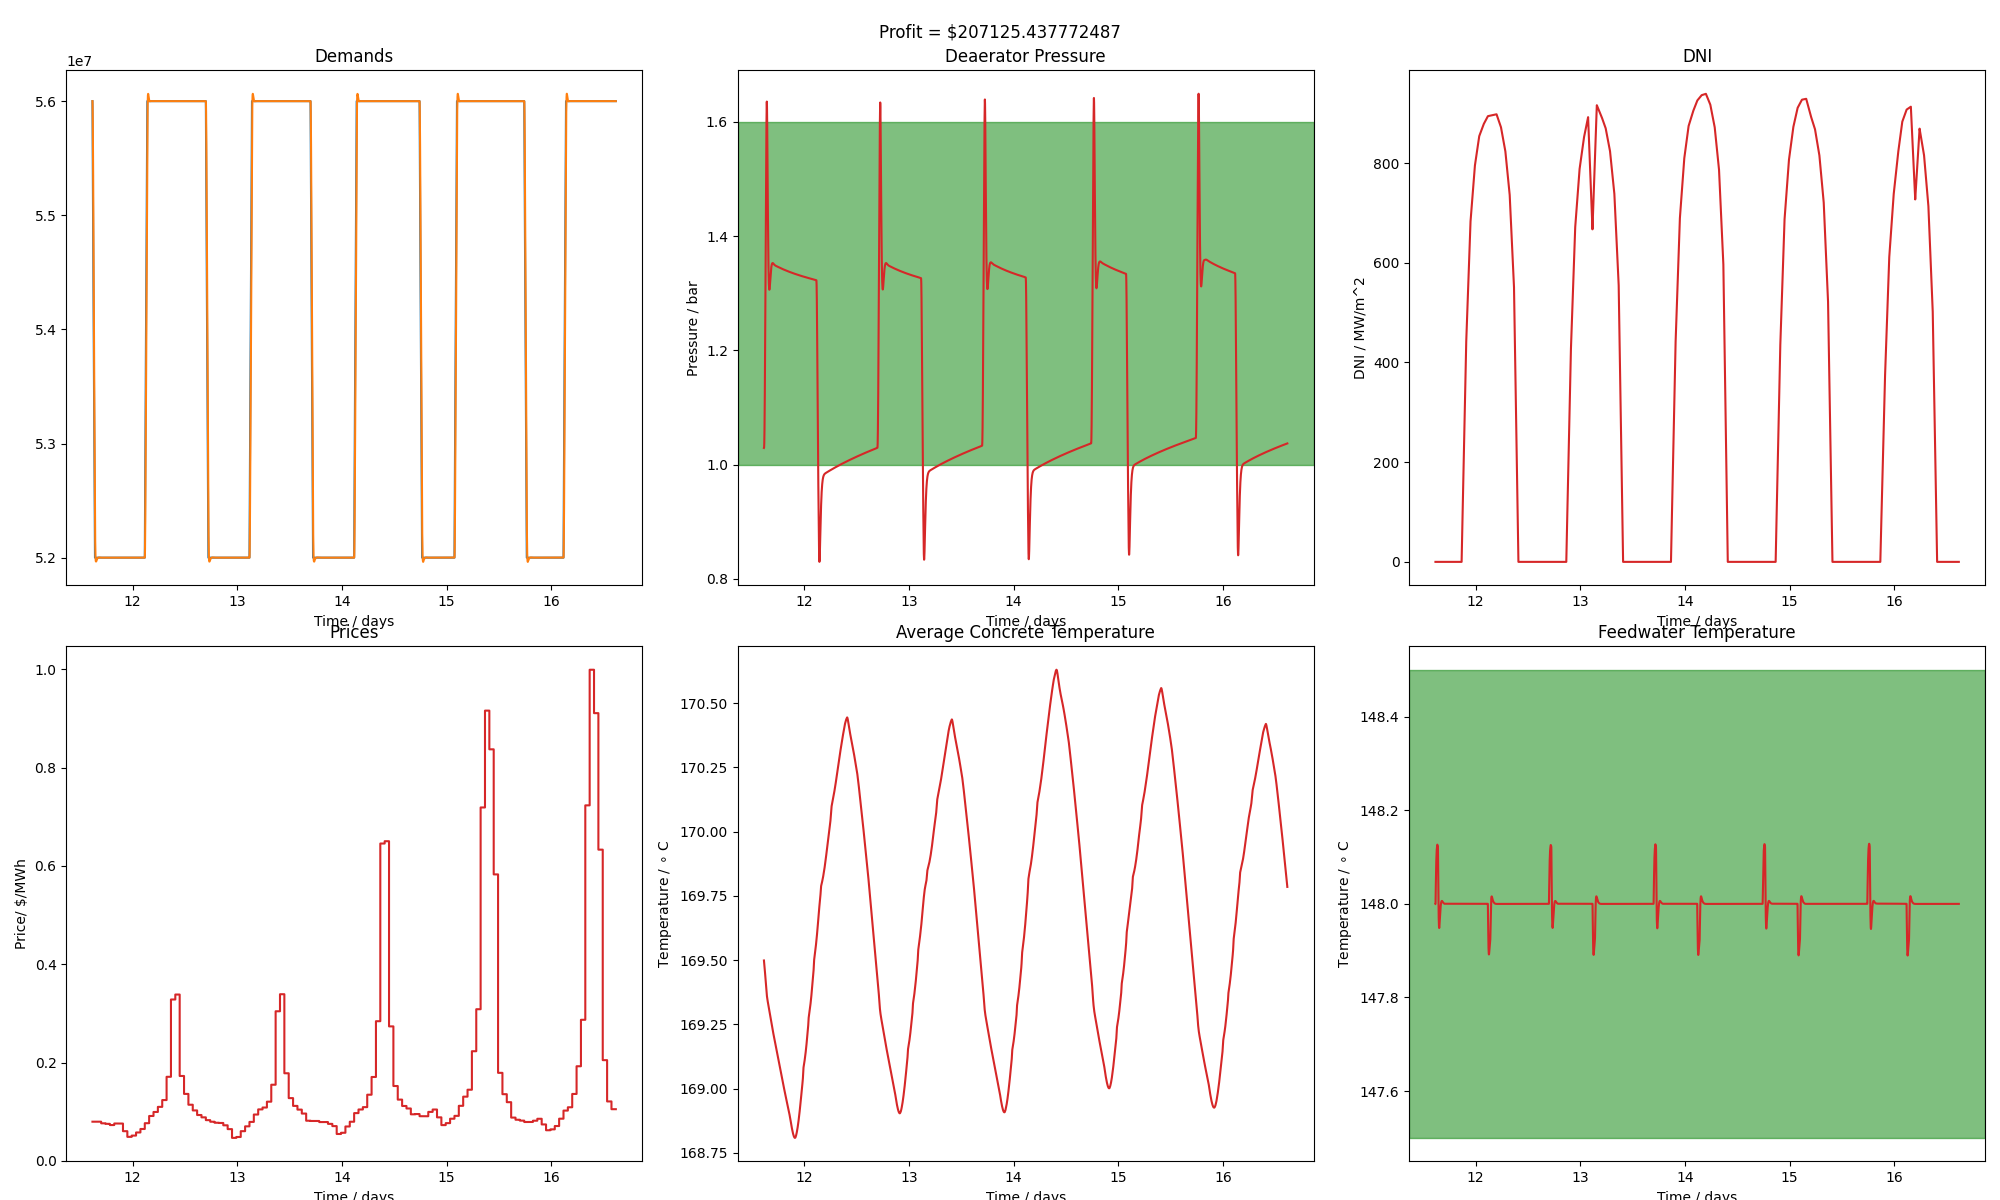 Profit = $207125.437772487
Demands
1e7
5.6
5.5
5.4
5.3
5.2
12 13 14 15 16
Time / days
Deaerator Pressure
Pressure / bar
1.6
1.4
1.2
1.0
0.8
12 13 14 15 16
Time / days
DNI
DNI / MW/m^2
800
600
400
200
0
12 13 14 15 16
Time / days
Prices
Price/ $/MWh
1.0
0.8
0.6
0.4
0.2
0.0
12 13 14 15 16
Time / days
Average Concrete Temperature
Temperature / ∘ C
170.50
170.25
170.00
169.75
169.50
169.25
169.00
168.75
12 13 14 15 16
Time / days
Feedwater Temperature
Temperature / ∘ C
148.4
148.2
148.0
147.8
147.6
12 13 14 15 16
Time / days